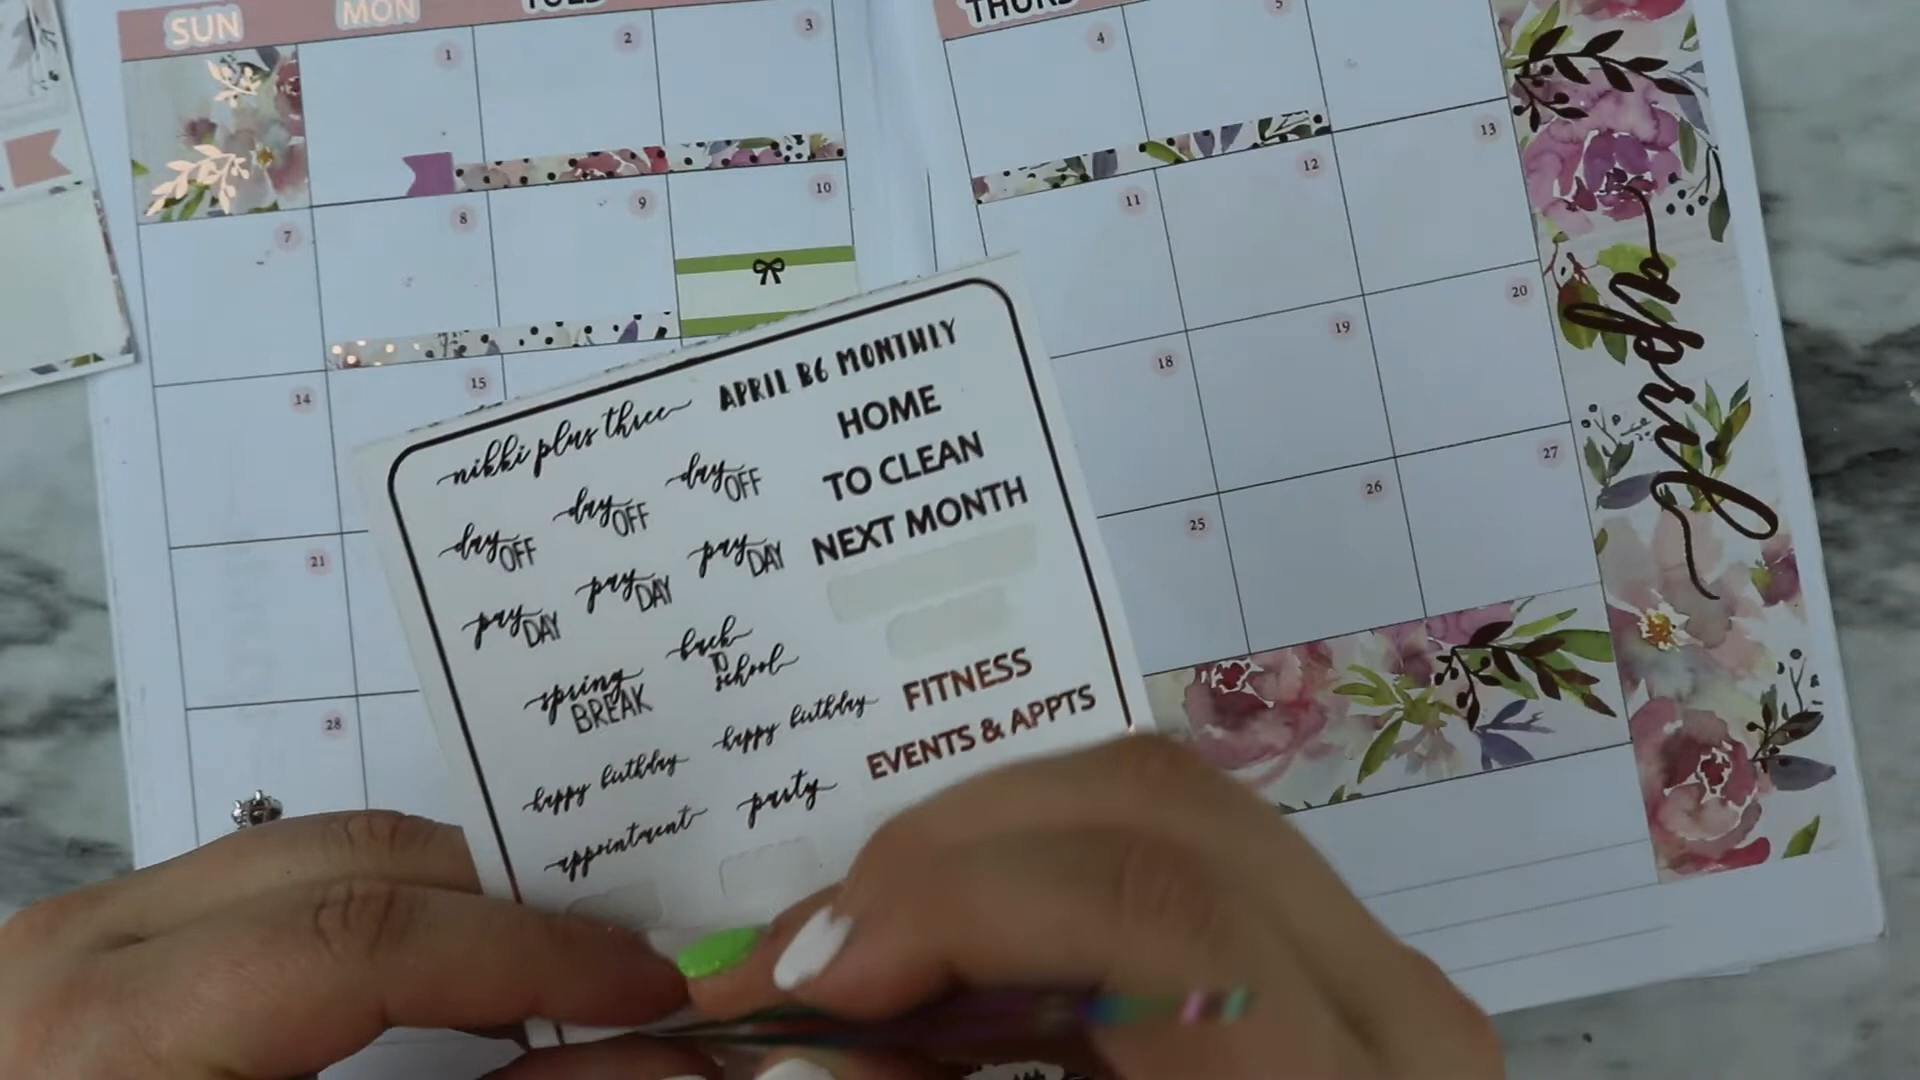 SUN MON
1 2 3 4 5
7 8 9 10 11 12 13
14 15 18 19 20
21 25 26 27
28
april
nikki plus three APRIL B6 MONTHLY
day OFF day OFF day OFF
pay DAY pay DAY pay DAY
spring BREAK
back to school
happy birthday happy birthday
appointment party
HOME
TO CLEAN
NEXT MONTH
FITNESS
EVENTS & APPTS